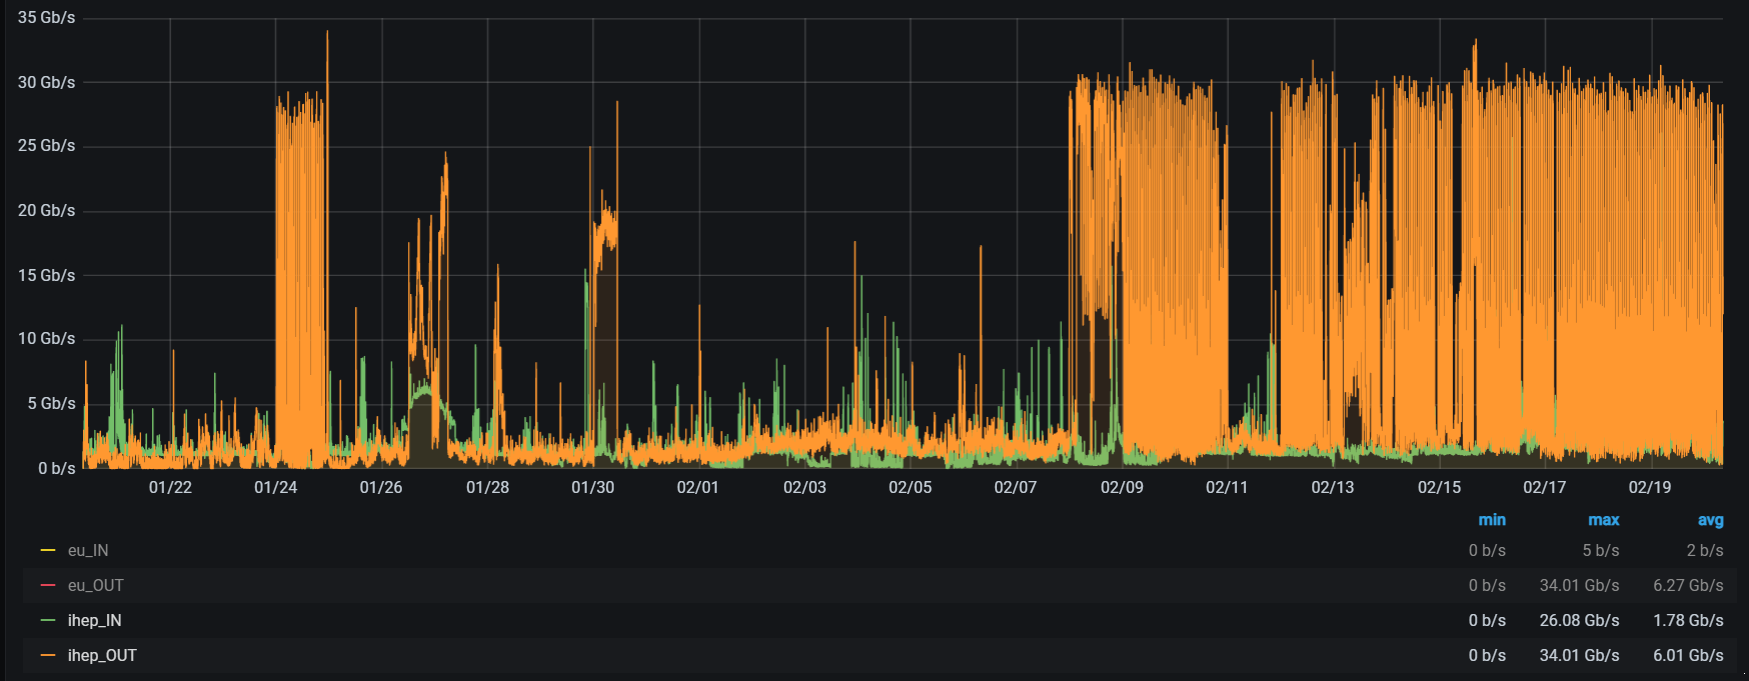 35 Gb/s
30 Gb/s
25 Gb/s
20 Gb/s
15 Gb/s
10 Gb/s
5 Gb/s
0 b/s
01/22 01/24 01/26 01/28 01/30 02/01 02/03 02/05 02/07 02/09 02/11 02/13 02/15 02/17 02/19
min max avg
eu_IN 0 b/s 5 b/s 2 b/s
eu_OUT 0 b/s 34.01 Gb/s 6.27 Gb/s
ihep_IN 0 b/s 26.08 Gb/s 1.78 Gb/s
ihep_OUT 0 b/s 34.01 Gb/s 6.01 Gb/s